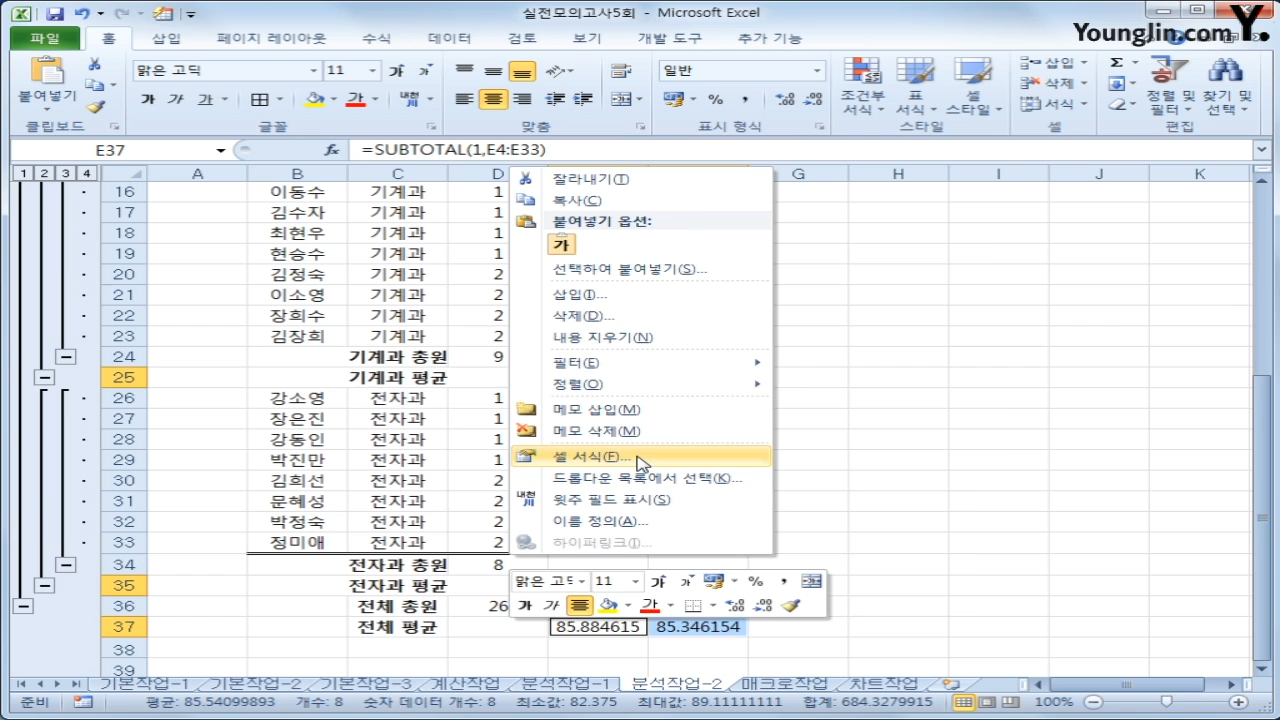 실전모의고사5회 - Microsoft Excel
Younglin.com Y.
파일 홈 삽입 페이지 레이아웃 수식 데이터 검토 보기 개발 도구 추가 기능
붙여넣기 맑은 고딕 11 일반 조건부 서식 표 서식 셀 스타일 삽입 삭제 서식 정렬 및 필터 찾기 및 선택
가 가 가 가 내천 % ,
클립보드 글꼴 맞춤 표시 형식 스타일 셀 편집
E37 fx =SUBTOTAL(1,E4:E33)
1 2 3 4 A B C D G H I J K
16 이동수 기계과 1
17 김수자 기계과 1
18 최현우 기계과 1
19 현승수 기계과 1
20 김정숙 기계과 2
21 이소영 기계과 2
22 장희수 기계과 2
23 김장희 기계과 2
24 기계과 총원 9
25 기계과 평균
26 강소영 전자과 1
27 장은진 전자과 1
28 강동인 전자과 1
29 박진만 전자과 1
30 김희선 전자과 2
31 문혜성 전자과 2
32 박정숙 전자과 2
33 정미애 전자과 2
34 전자과 총원 8
35 전자과 평균
36 전체 총원 26
37 전체 평균 85.884615 85.346154
38
39
잘라내기(T)
복사(C)
붙여넣기 옵션:
가
선택하여 붙여넣기(S)...
삽입(I)...
삭제(D)...
내용 지우기(N)
필터(E)
정렬(O)
메모 삽입(M)
메모 삭제(M)
셀 서식(F)...
드롭다운 목록에서 선택(K)...
내천 윗주 필드 표시(S)
이름 정의(A)...
하이퍼링크(I)...
맑은 고딕 11 가 가 % ,
가 가 가
기본작업-1 기본작업-2 기본작업-3 계산작업 분석작업-1 분석작업-2 매크로작업 차트작업
준비 평균: 85.54099893 개수: 8 숫자 데이터 개수: 8 최소값: 82.375 최대값: 89.11111111 합계: 684.3279915 100%